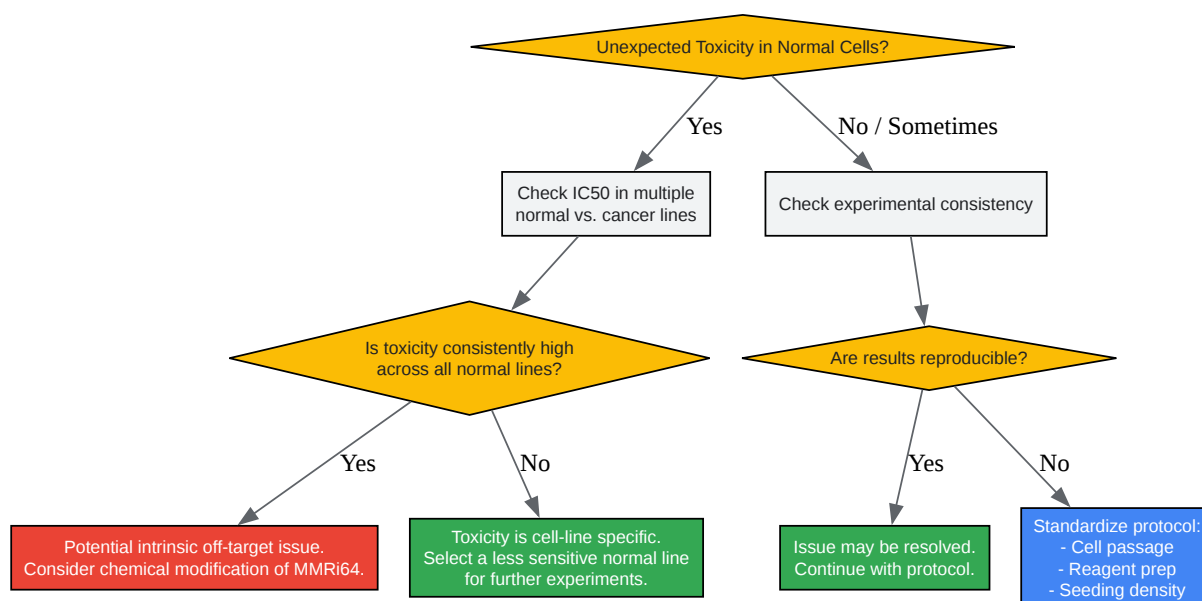 Unexpected Toxicity in Normal Cells?
Yes
No / Sometimes
Check IC50 in multiple
normal vs. cancer lines
Check experimental consistency
Is toxicity consistently high
across all normal lines?
Are results reproducible?
Yes
No
Yes
No
Potential intrinsic off-target issue.
Consider chemical modification of MMRi64.
Toxicity is cell-line specific.
Select a less sensitive normal line
for further experiments.
Issue may be resolved.
Continue with protocol.
Standardize protocol:
- Cell passage
- Reagent prep
- Seeding density